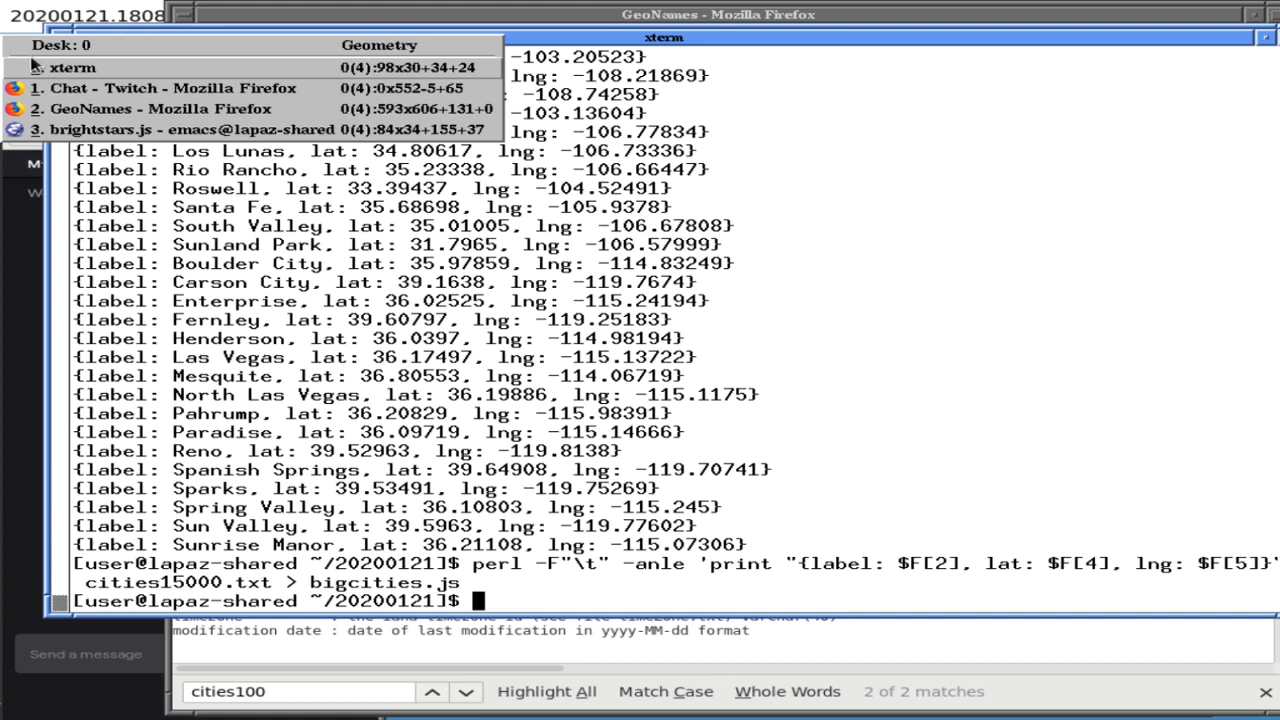 20200121.1808
GeoNames - Mozilla Firefox
xterm
Desk: 0 Geometry
xterm 0(4):98x30+34+24
1. Chat - Twitch - Mozilla Firefox 0(4):0x552-5+65
2. GeoNames - Mozilla Firefox 0(4):593x606+131+0
3. brightstars.js - emacs@lapaz-shared 0(4):84x34+155+37
-103.20523}
lng: -108.21869}
-108.74258}
-103.13604}
-106.77834}
{label: Los Lunas, lat: 34.80617, lng: -106.73336}
{label: Rio Rancho, lat: 35.23338, lng: -106.66447}
{label: Roswell, lat: 33.39437, lng: -104.52491}
{label: Santa Fe, lat: 35.68698, lng: -105.9378}
{label: South Valley, lat: 35.01005, lng: -106.67808}
{label: Sunland Park, lat: 31.7965, lng: -106.57999}
{label: Boulder City, lat: 35.97859, lng: -114.83249}
{label: Carson City, lat: 39.1638, lng: -119.7674}
{label: Enterprise, lat: 36.02525, lng: -115.24194}
{label: Fernley, lat: 39.60797, lng: -119.25183}
{label: Henderson, lat: 36.0397, lng: -114.98194}
{label: Las Vegas, lat: 36.17497, lng: -115.13722}
{label: Mesquite, lat: 36.80553, lng: -114.06719}
{label: North Las Vegas, lat: 36.19886, lng: -115.1175}
{label: Pahrump, lat: 36.20829, lng: -115.98391}
{label: Paradise, lat: 36.09719, lng: -115.14666}
{label: Reno, lat: 39.52963, lng: -119.8138}
{label: Spanish Springs, lat: 39.64908, lng: -119.70741}
{label: Sparks, lat: 39.53491, lng: -119.75269}
{label: Spring Valley, lat: 36.10803, lng: -115.245}
{label: Sun Valley, lat: 39.5963, lng: -119.77602}
{label: Sunrise Manor, lat: 36.21108, lng: -115.07306}
[user@lapaz-shared ~/20200121]$ perl -F"\t" -anle 'print "{label: $F[2], lat: $F[4], lng: $F[5]}"
cities15000.txt > bigcities.js
[user@lapaz-shared ~/20200121]$
modification date : date of last modification in yyyy-MM-dd format
Send a message
cities100 Highlight All Match Case Whole Words 2 of 2 matches